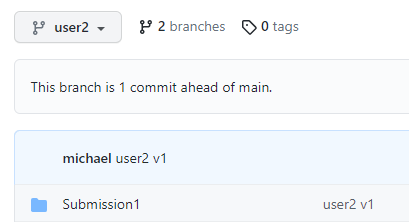 user2 2 branches 0 tags
This branch is 1 commit ahead of main.
michael user2 v1
Submission1 user2 v1